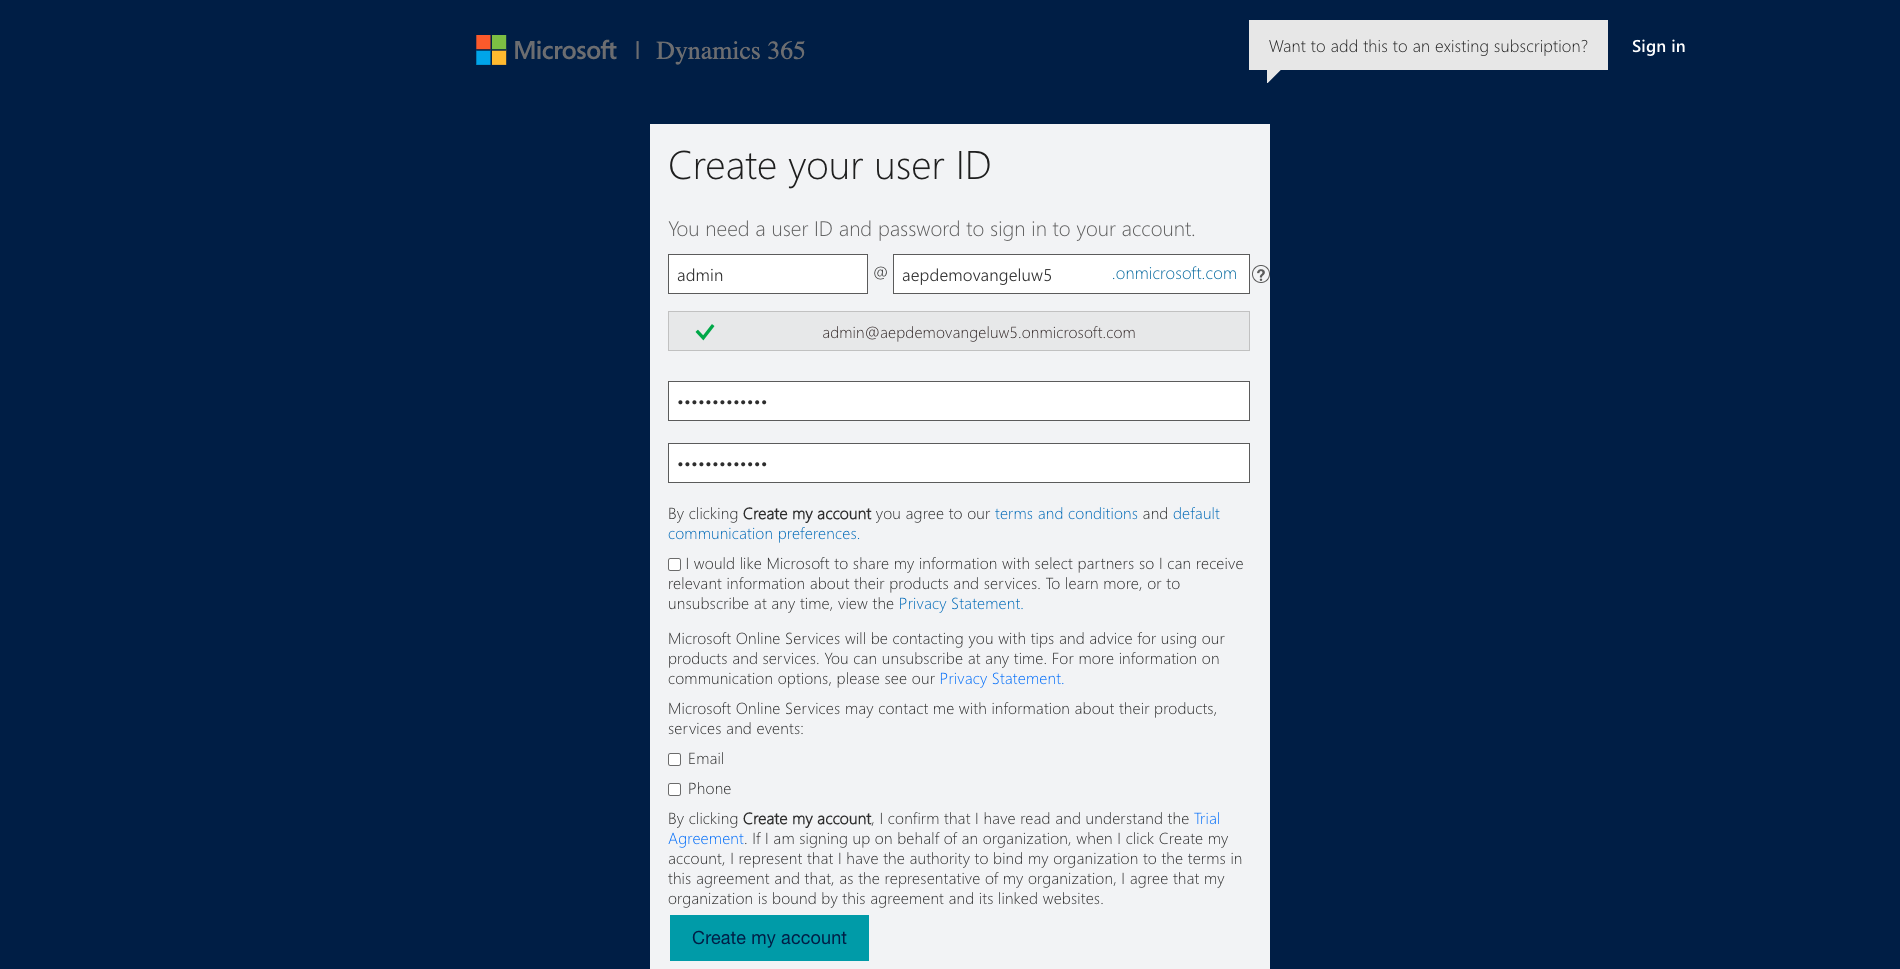 Microsoft | Dynamics 365
Want to add this to an existing subscription?
Sign in
Create your user ID
You need a user ID and password to sign in to your account.
admin @ aepdemovangeluw5 .onmicrosoft.com ?
admin@aepdemovangeluw5.onmicrosoft.com
•••••••••••••
•••••••••••••
By clicking Create my account you agree to our terms and conditions and default
communication preferences.
I would like Microsoft to share my information with select partners so I can receive
relevant information about their products and services. To learn more, or to
unsubscribe at any time, view the Privacy Statement.
Microsoft Online Services will be contacting you with tips and advice for using our
products and services. You can unsubscribe at any time. For more information on
communication options, please see our Privacy Statement.
Microsoft Online Services may contact me with information about their products,
services and events:
Email
Phone
By clicking Create my account, I confirm that I have read and understand the Trial
Agreement. If I am signing up on behalf of an organization, when I click Create my
account, I represent that I have the authority to bind my organization to the terms in
this agreement and that, as the representative of my organization, I agree that my
organization is bound by this agreement and its linked websites.
Create my account